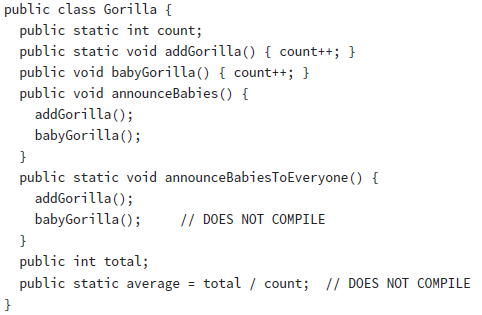 public class Gorilla {
  public static int count;
  public static void addGorilla() { count++; }
  public void babyGorilla() { count++; }
  public void announceBabies() {
    addGorilla();
    babyGorilla();
  }
  public static void announceBabiesToEveryone() {
    addGorilla();
    babyGorilla();     // DOES NOT COMPILE
  }
  public int total;
  public static average = total / count;  // DOES NOT COMPILE
}